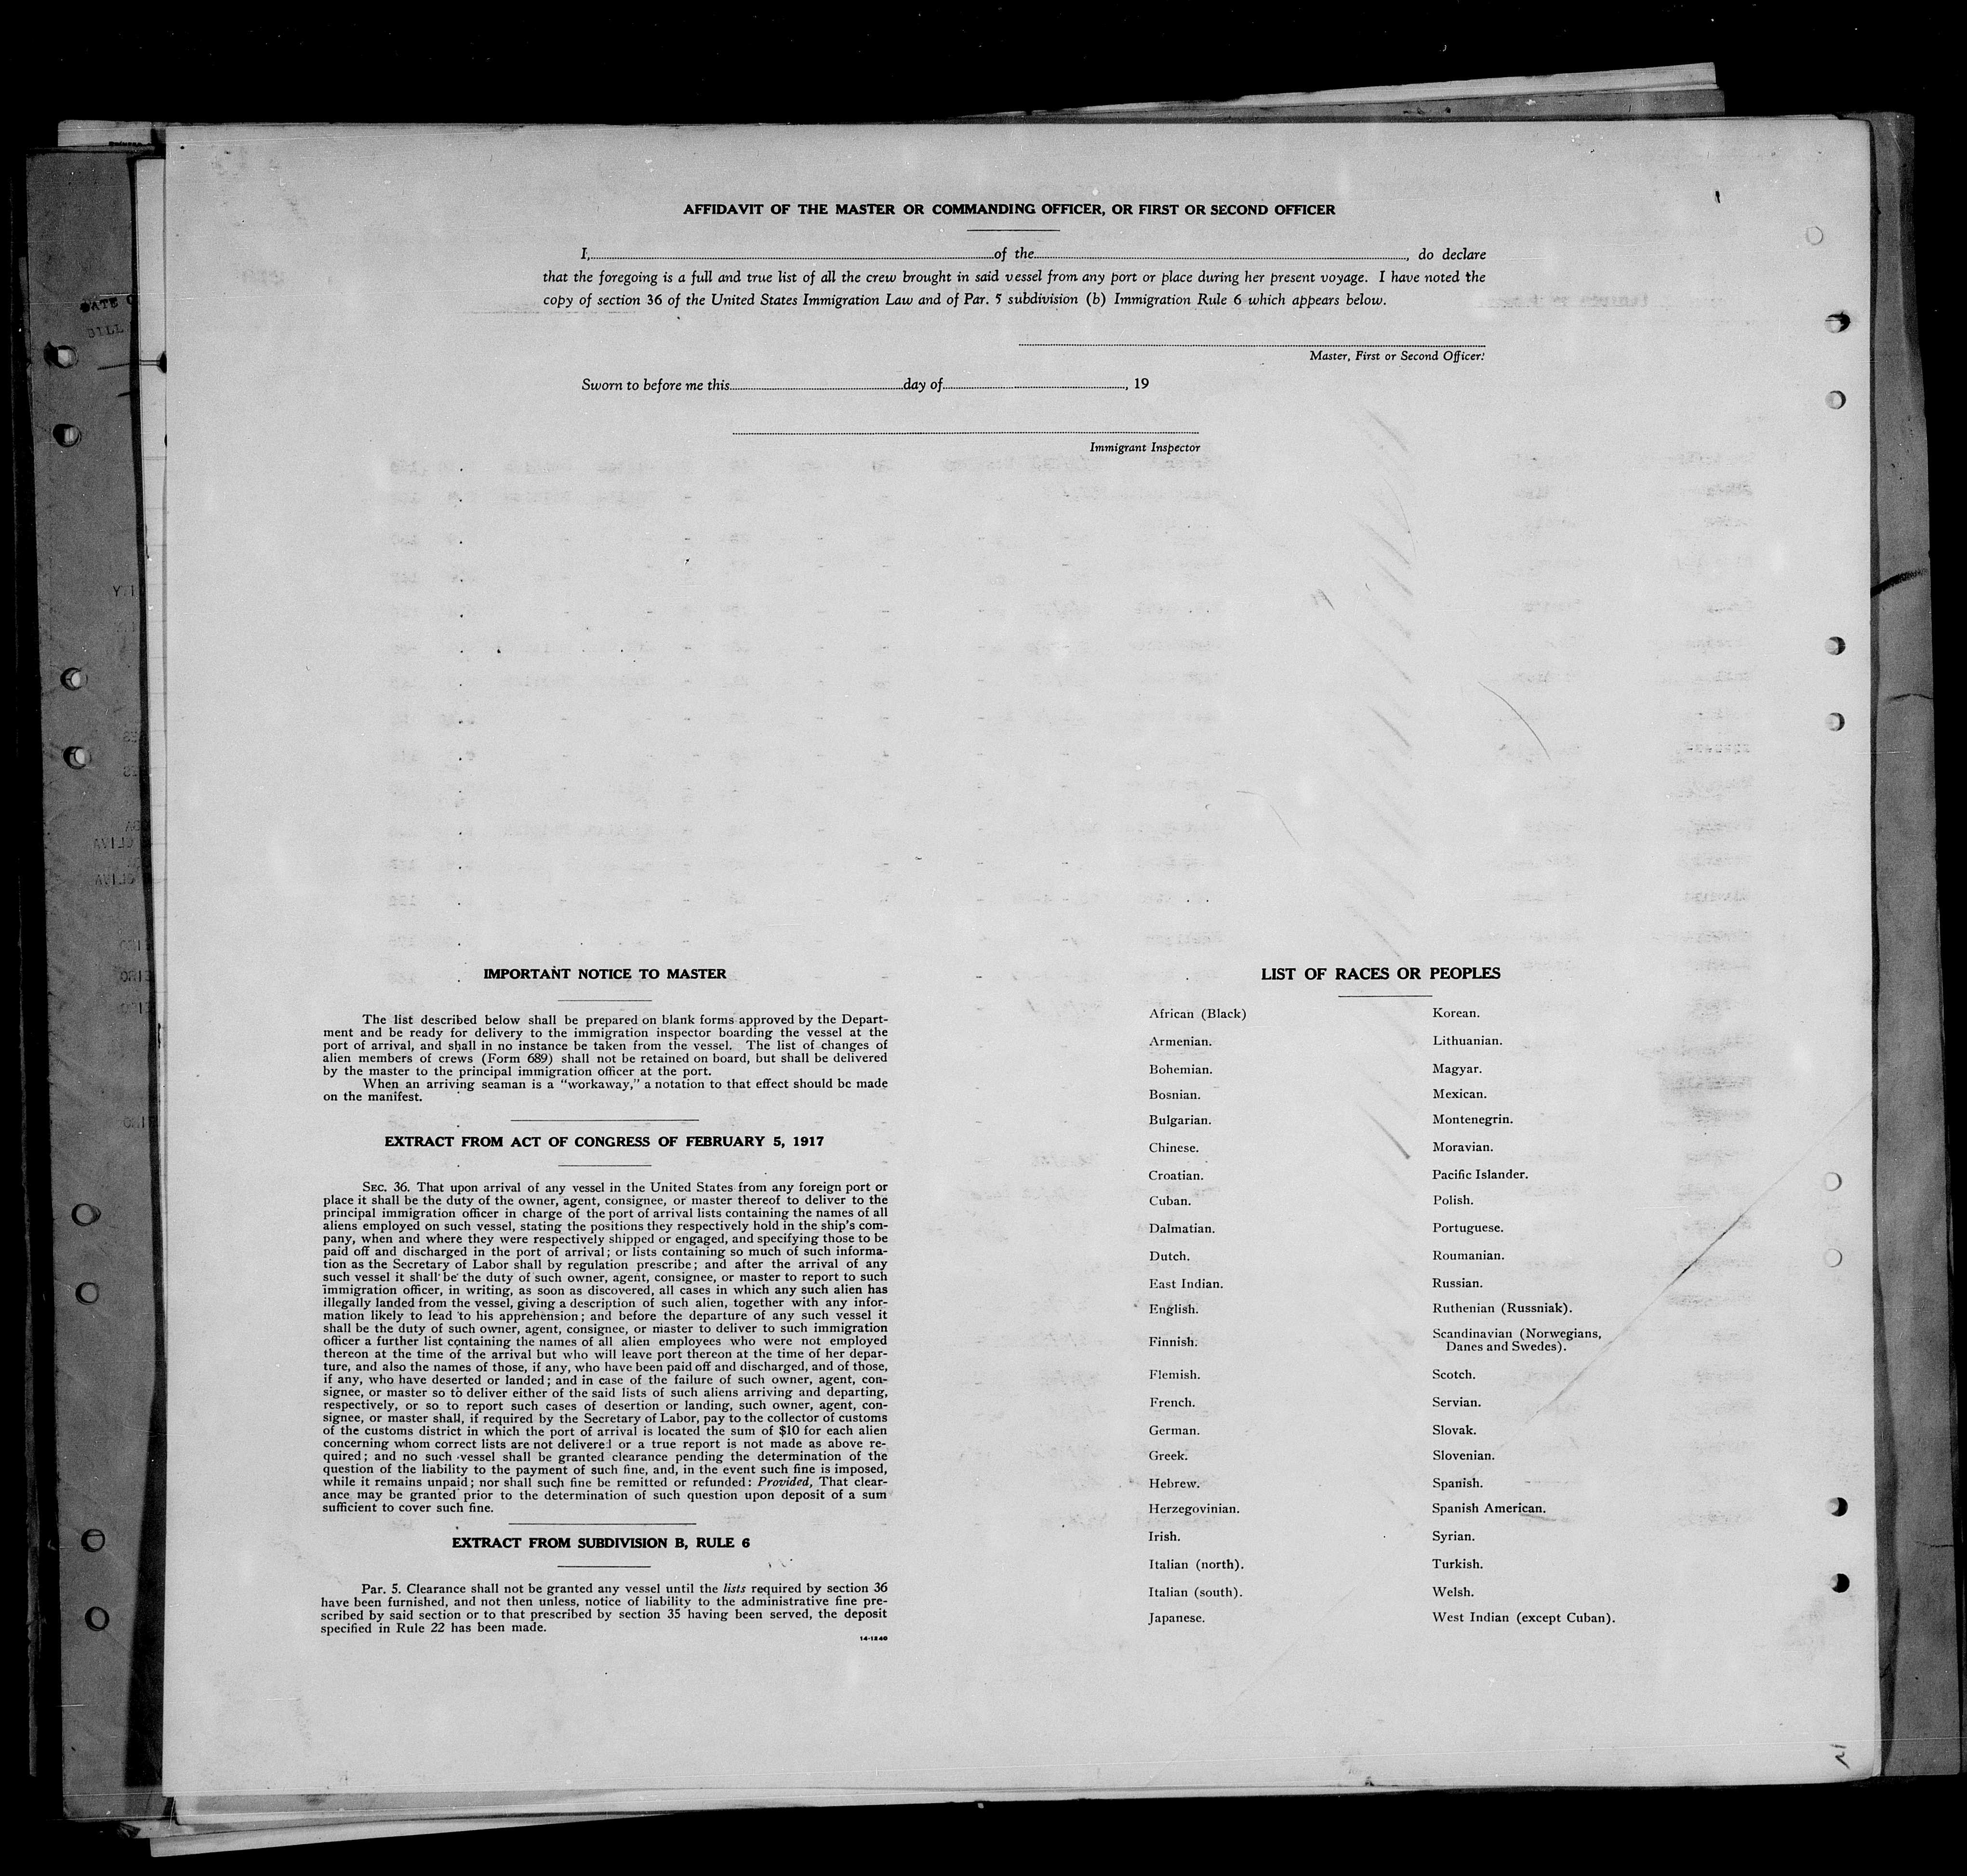 AFFIDAVIT OF THE MASTER OR COMMANDING OFFICER, OR FIRST OR SECOND OFFICER
I, of the , do declare
that the foregoing is a full and true list of all the crew brought in said vessel from any port or place during her present voyage. I have noted the
copy of section 36 of the United States Immigration Law and of Par. 5 subdivision (b) Immigration Rule 6 which appears below.
Master, First or Second Officer.
Sworn to before me this day of , 19
Immigrant Inspector
IMPORTANT NOTICE TO MASTER
The list described below shall be prepared on blank forms approved by the Depart-
ment and be ready for delivery to the immigration inspector boarding the vessel at the
port of arrival, and shall in no instance be taken from the vessel. The list of changes of
alien members of crews (Form 689) shall not be retained on board, but shall be delivered
by the master to the principal immigration officer at the port.
When an arriving seaman is a "workaway," a notation to that effect should be made
on the manifest.
EXTRACT FROM ACT OF CONGRESS OF FEBRUARY 5, 1917
SEC. 36. That upon arrival of any vessel in the United States from any foreign port or
place it shall be the duty of the owner, agent, consignee, or master thereof to deliver to the
principal immigration officer in charge of the port of arrival lists containing the names of all
aliens employed on such vessel, stating the positions they respectively hold in the ship's com-
pany, when and where they were respectively shipped or engaged, and specifying those to be
paid off and discharged in the port of arrival; or lists containing so much of such informa-
tion as the Secretary of Labor shall by regulation prescribe; and after the arrival of any
such vessel it shall be the duty of such owner, agent, consignee, or master to report to such
immigration officer, in writing, as soon as discovered, all cases in which any such alien has
illegally landed from the vessel, giving a description of such alien, together with any infor-
mation likely to lead to his apprehension; and before the departure of any such vessel it
shall be the duty of such owner, agent, consignee, or master to deliver to such immigration
officer a further list containing the names of all alien employees who were not employed
thereon at the time of the arrival but who will leave port thereon at the time of her depar-
ture, and also the names of those, if any, who have been paid off and discharged, and of those,
if any, who have deserted or landed; and in case of the failure of such owner, agent, con-
signee, or master so to deliver either of the said lists of such aliens arriving and departing,
respectively, or so to report such cases of desertion or landing, such owner, agent, con-
signee, or master shall, if required by the Secretary of Labor, pay to the collector of customs
of the customs district in which the port of arrival is located the sum of $10 for each alien
concerning whom correct lists are not delivered or a true report is not made as above re-
quired; and no such vessel shall be granted clearance pending the determination of the
question of the liability to the payment of such fine, and, in the event such fine is imposed,
while it remains unpaid; nor shall such fine be remitted or refunded: Provided, That clear-
ance may be granted prior to the determination of such question upon deposit of a sum
sufficient to cover such fine.
EXTRACT FROM SUBDIVISION B, RULE 6
Par. 5. Clearance shall not be granted any vessel until the lists required by section 36
have been furnished, and not then unless, notice of liability to the administrative fine pre-
scribed by said section or to that prescribed by section 35 having been served, the deposit
specified in Rule 22 has been made.
14-1240
LIST OF RACES OR PEOPLES
African (Black)
Armenian.
Bohemian.
Bosnian.
Bulgarian.
Chinese.
Croatian.
Cuban.
Dalmatian.
Dutch.
East Indian.
English.
Finnish.
Flemish.
French.
German.
Greek.
Hebrew.
Herzegovinian.
Irish.
Italian (north).
Italian (south).
Japanese.
Korean.
Lithuanian.
Magyar.
Mexican.
Montenegrin.
Moravian.
Pacific Islander.
Polish.
Portuguese.
Roumanian.
Russian.
Ruthenian (Russniak).
Scandinavian (Norwegians,
Danes and Swedes).
Scotch.
Servian.
Slovak.
Slovenian.
Spanish.
Spanish American.
Syrian.
Turkish.
Welsh.
West Indian (except Cuban).